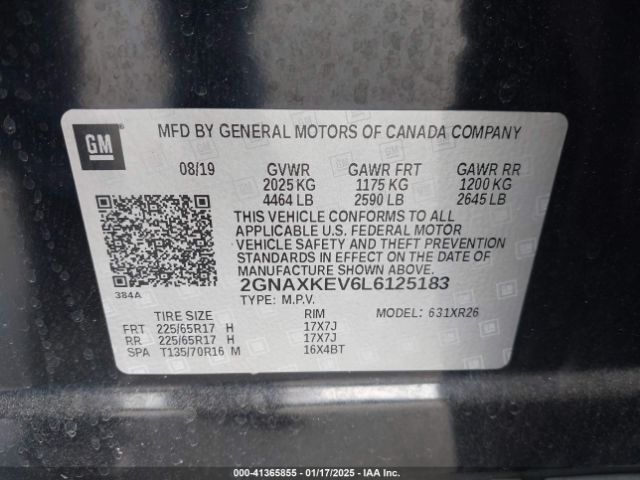 GM
MFD BY GENERAL MOTORS OF CANADA COMPANY
08/19 GVWR GAWR FRT GAWR RR
2025 KG 1175 KG 1200 KG
4464 LB 2590 LB 2645 LB
THIS VEHICLE CONFORMS TO ALL
APPLICABLE U.S. FEDERAL MOTOR
VEHICLE SAFETY AND THEFT PREVENTION
STANDARDS IN EFFECT ON THE DATE OF
MANUFACTURE SHOWN ABOVE.
384A
2GNAXKEV6L6125183
TYPE: M.P.V. MODEL: 631XR26
TIRE SIZE RIM
FRT 225/65R17 H 17X7J
RR 225/65R17 H 17X7J
SPA T135/70R16 M 16X4BT
000-41365855 - 01/17/2025 - IAA Inc.